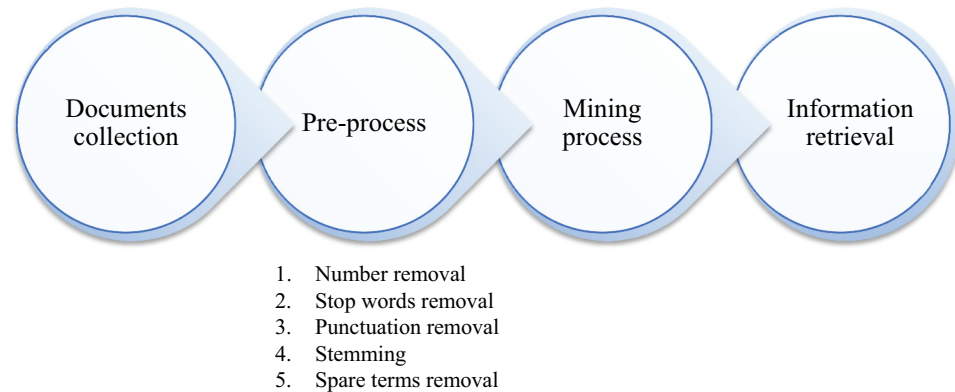 Documents
collection
Pre-process
Mining
process
Information
retrieval
1. Number removal
2. Stop words removal
3. Punctuation removal
4. Stemming
5. Spare terms removal